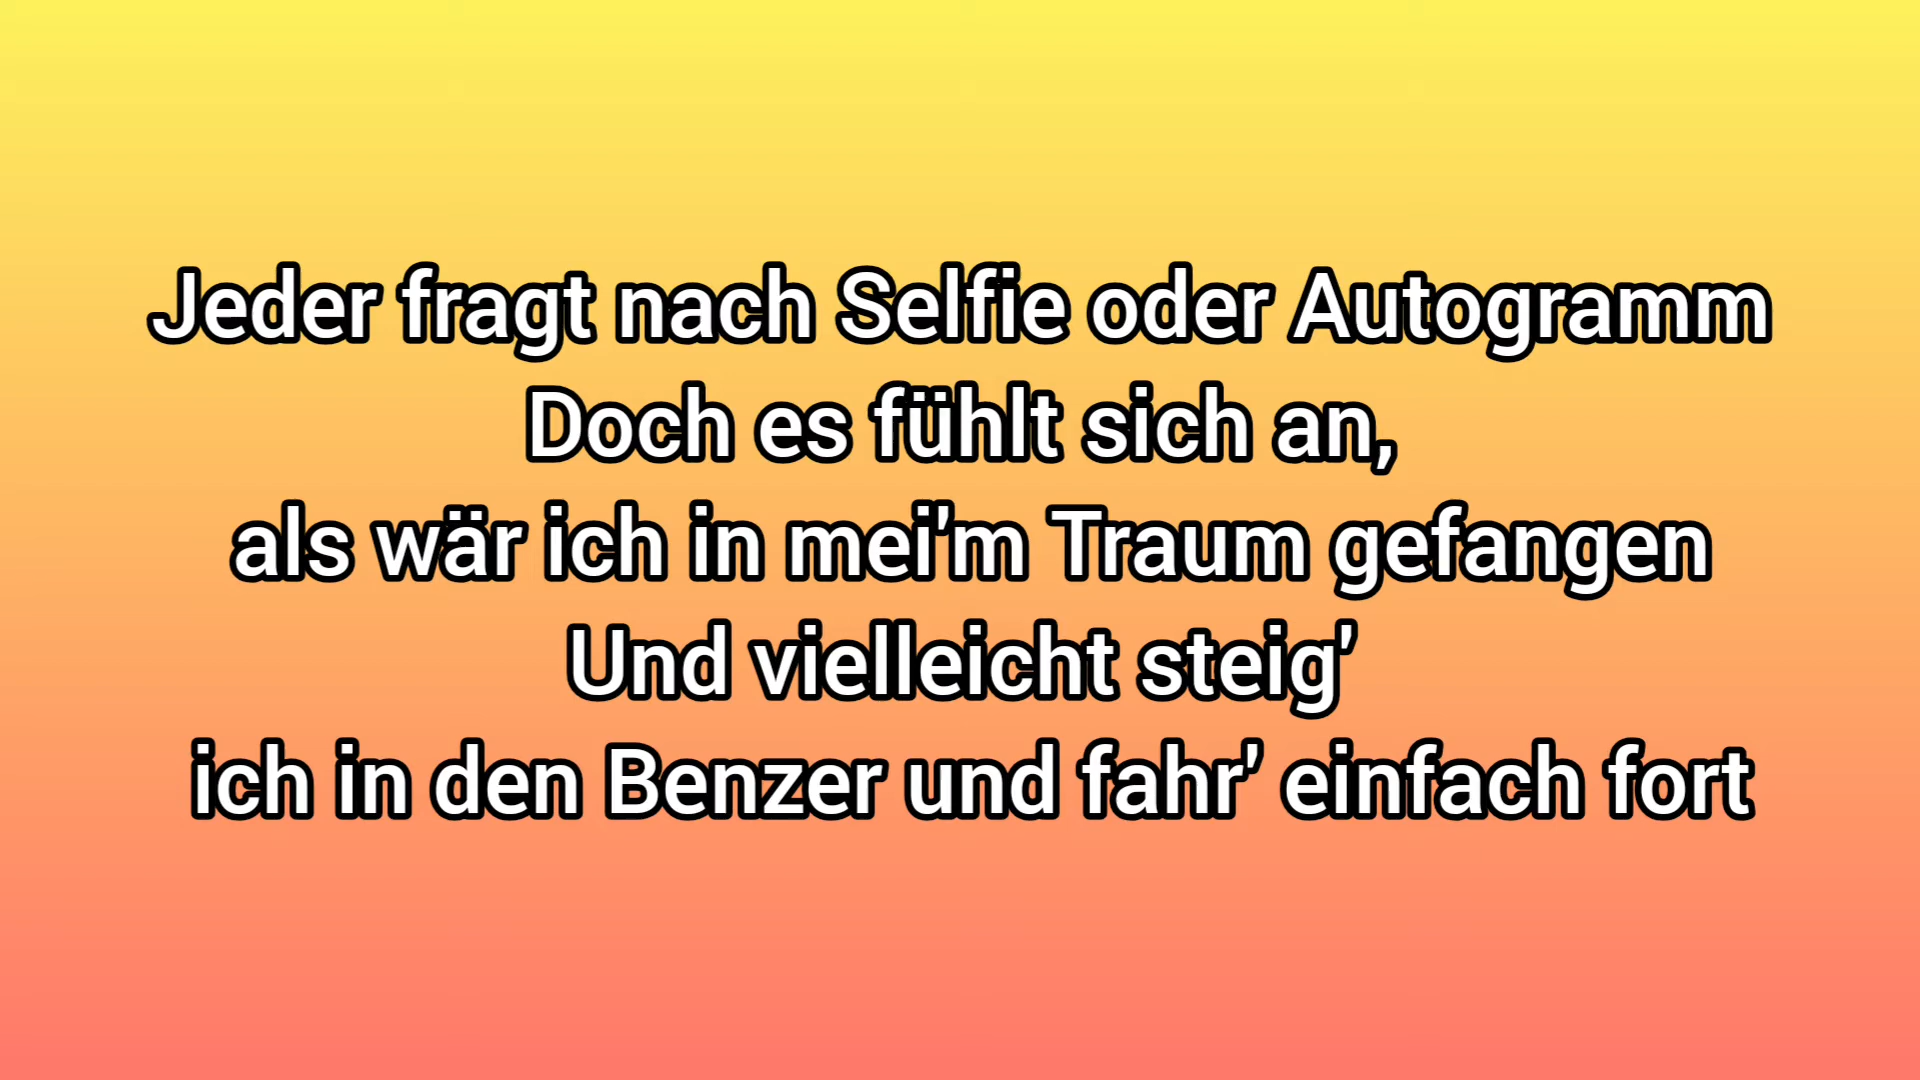 Jeder fragt nach Selfie oder Autogramm
Doch es fühlt sich an,
als wär ich in mei'm Traum gefangen
Und vielleicht steig'
ich in den Benzer und fahr' einfach fort